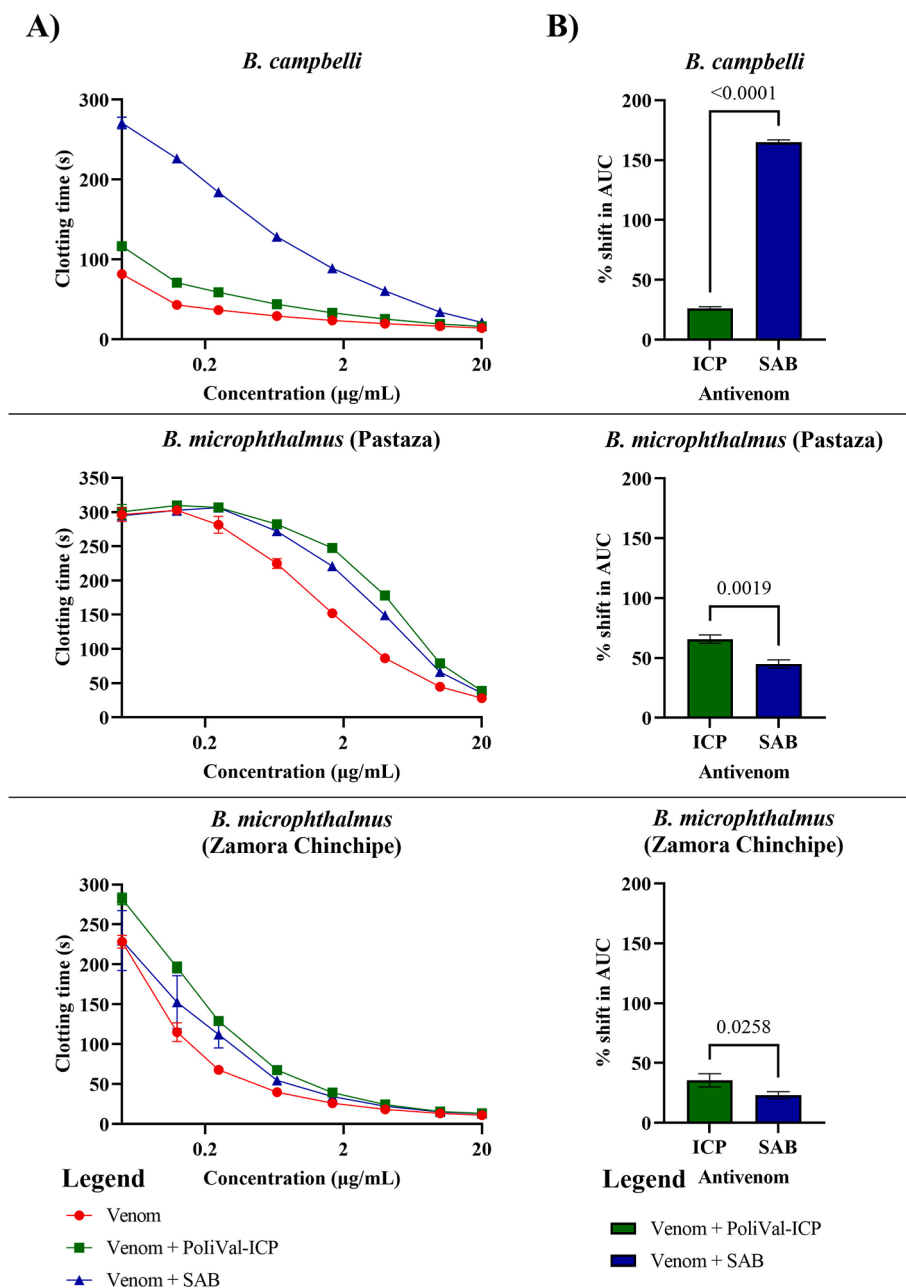 A)
B)
B. campbelli
300
200
100
0
Clotting time (s)
0.2
2
20
Concentration (µg/mL)
B. campbelli
<0.0001
200
150
100
50
0
% shift in AUC
ICP
SAB
Antivenom
B. microphthalmus (Pastaza)
350
300
250
200
150
100
50
0
Clotting time (s)
0.2
2
20
Concentration (µg/mL)
B. microphthalmus (Pastaza)
200
150
100
50
0
% shift in AUC
0.0019
ICP
SAB
Antivenom
B. microphthalmus
(Zamora Chinchipe)
300
250
200
150
100
50
0
Clotting time (s)
0.2
2
20
Concentration (µg/mL)
B. microphthalmus
(Zamora Chinchipe)
200
150
100
50
0
% shift in AUC
0.0258
ICP
SAB
Antivenom
Legend
Venom
Venom + PoliVal-ICP
Venom + SAB
Legend
Venom + PoliVal-ICP
Venom + SAB